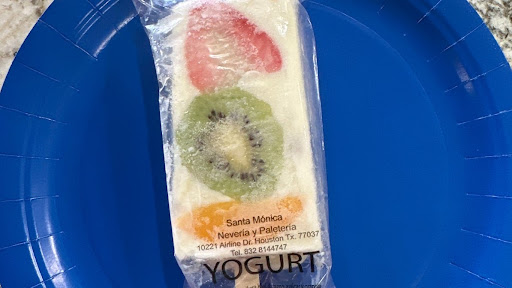 Santa Mónica
Nevería y Paletería
10221 Airline Dr. Houston Tx. 77037
Tel. 832 8144747
YOGURT